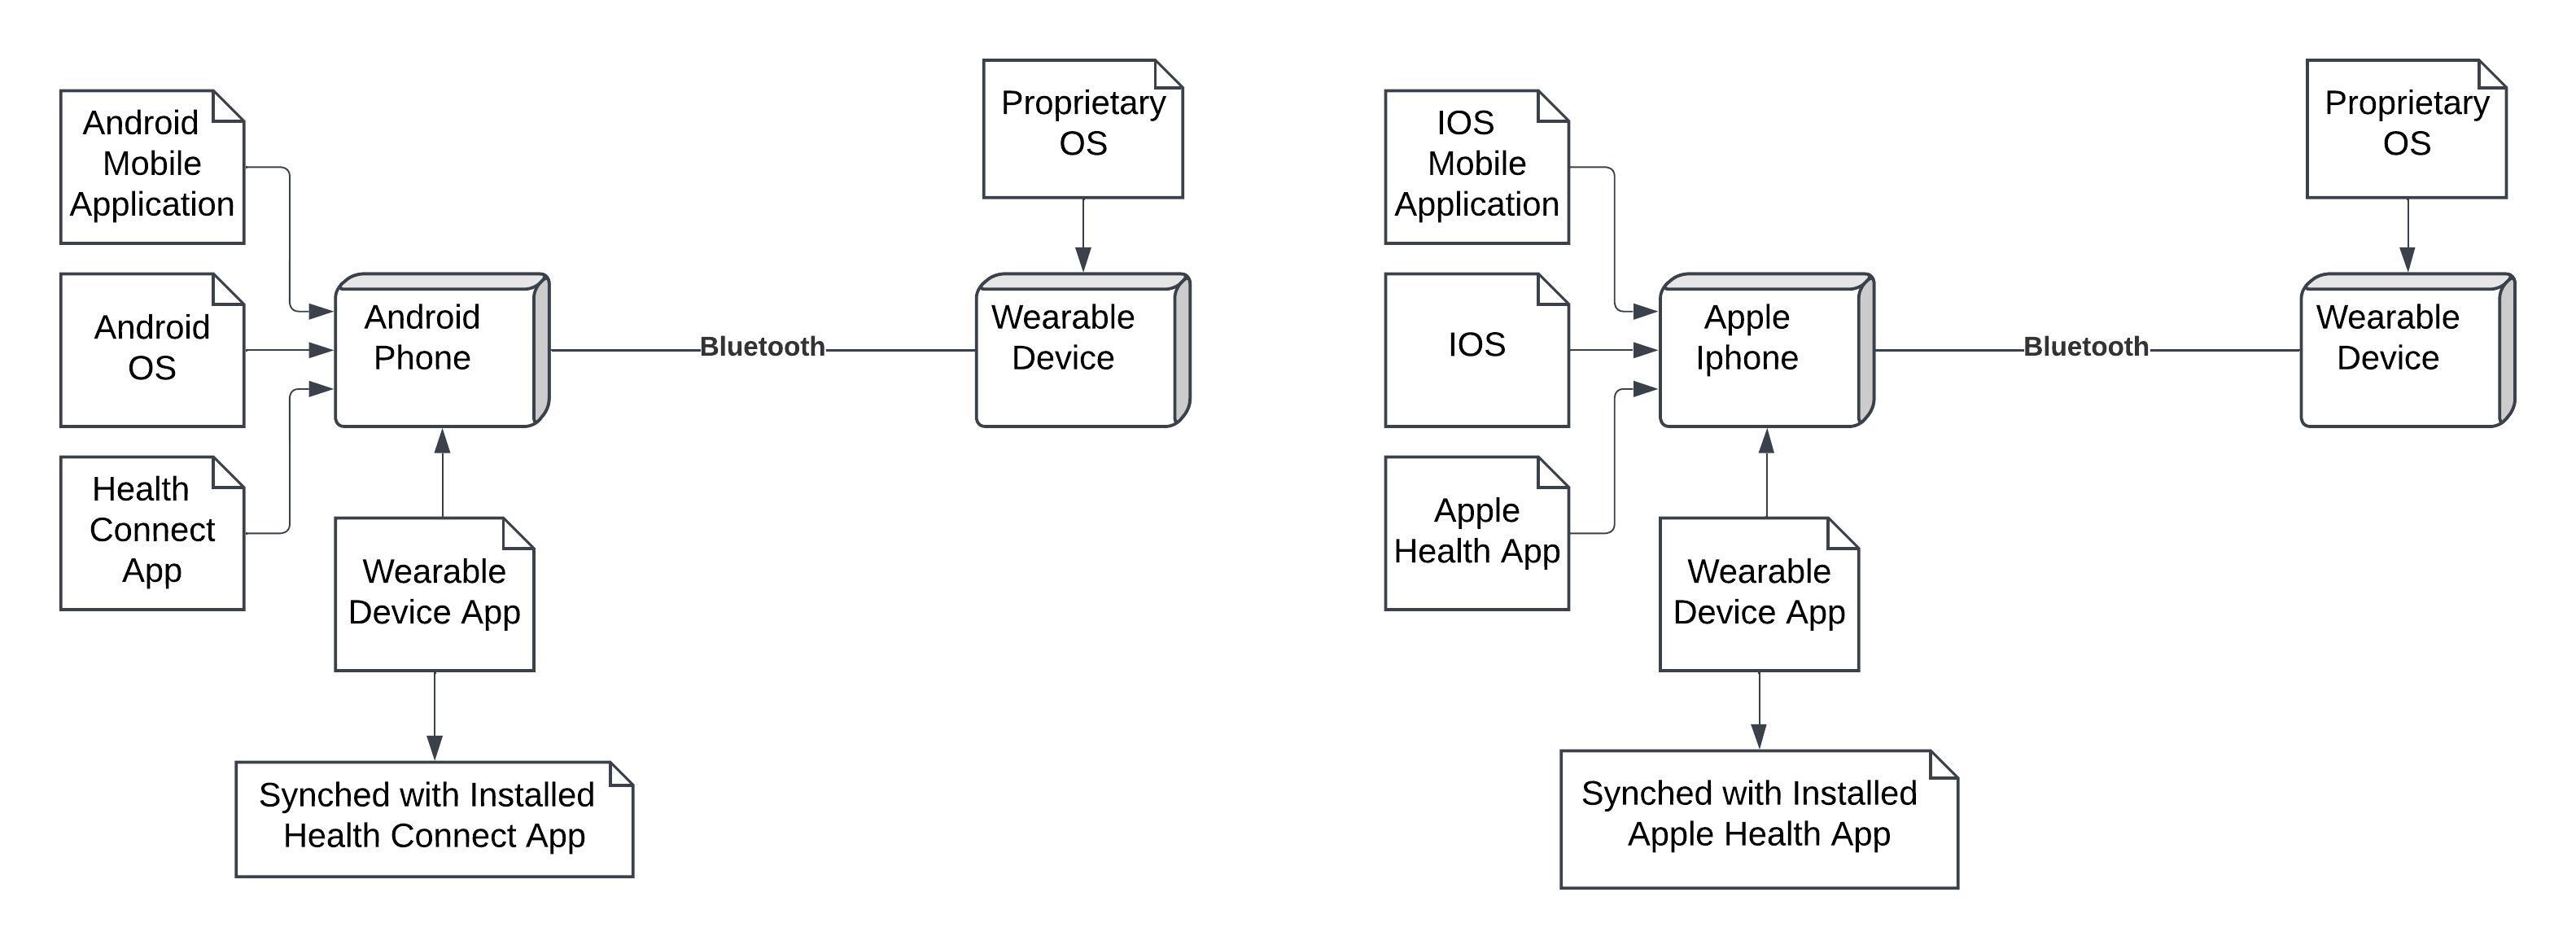 Android
Mobile
Application
Android
OS
Health
Connect
App
Android
Phone
Bluetooth
Proprietary
OS
Wearable
Device
Wearable
Device App
Synched with Installed
Health Connect App
IOS
Mobile
Application
IOS
Apple
Health App
Apple
Iphone
Bluetooth
Proprietary
OS
Wearable
Device
Wearable
Device App
Synched with Installed
Apple Health App